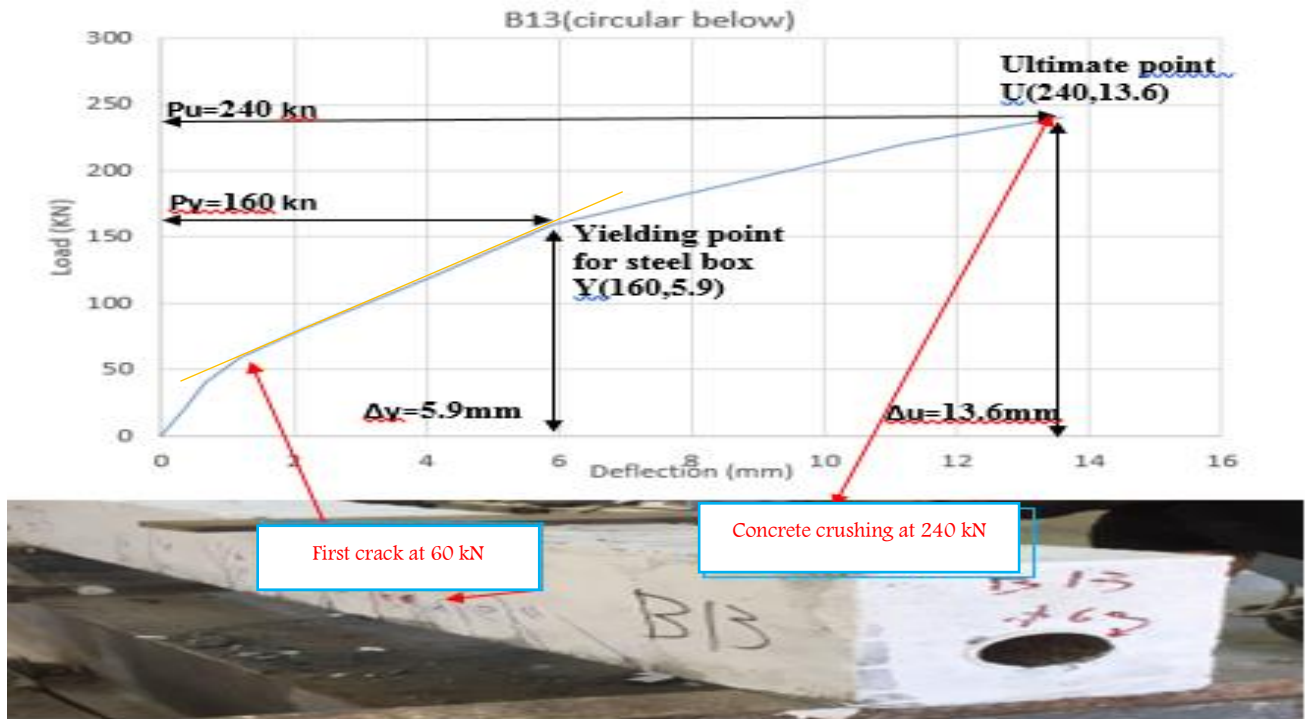 B13(circular below)
300
250
200
150
100
50
0
Load (KN)
Pu=240 kn
Ultimate point
U(240,13.6)
Py=160 kn
Yielding point
for steel box
Y(160,5.9)
Δy=5.9mm
Δu=13.6mm
0 2 4 6 8 10 12 14 16
Deflection (mm)
First crack at 60 kN
Concrete crushing at 240 kN
B13
B13